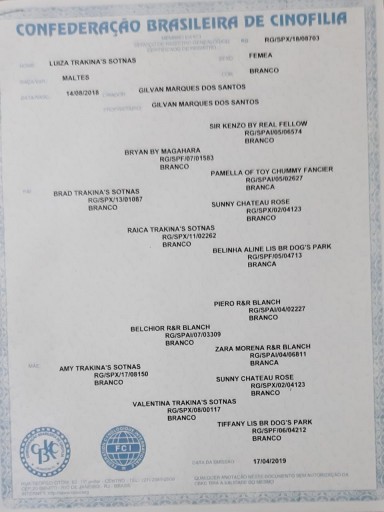 CONFEDERAÇÃO BRASILEIRA DE CINOFILIA
RG/SPX/18/08703
LUIZA TRAKINA'S SOTNAS
FEMEA
MALTES
BRANCO
14/08/2018
GILVAN MARQUES DOS SANTOS
GILVAN MARQUES DOS SANTOS
SIR KENZO BY REAL FELLOW
RG/SPAI/05/06574
BRANCO
BRYAN BY MAGAHARA
RG/SPF/07/01583
BRANCO
PAMELLA OF TOY CHUMMY FANCIER
RG/SPAI/05/02627
BRANCA
BRAD TRAKINA'S SOTNAS
RG/SPX/13/01087
BRANCO
SUNNY CHATEAU ROSE
RG/SPX/02/04123
BRANCO
RAICA TRAKINA'S SOTNAS
RG/SPX/11/02262
BRANCO
BELINHA ALINE LIS BR DOG'S PARK
RG/SPF/05/04713
BRANCA
PIERO R&R BLANCH
RG/SPAI/04/02227
BRANCO
BELCHIOR R&R BLANCH
RG/SPAI/07/03309
BRANCO
ZARA MORENA R&R BLANCH
RG/SPAI/04/06811
BRANCA
AMY TRAKINA'S SOTNAS
RG/SPX/17/08150
BRANCO
SUNNY CHATEAU ROSE
RG/SPX/02/04123
BRANCO
VALENTINA TRAKINA'S SOTNAS
RG/SPX/08/00117
BRANCO
TIFFANY LIS BR DOG'S PARK
RG/SPF/06/04212
BRANCO
FCI
17/04/2019